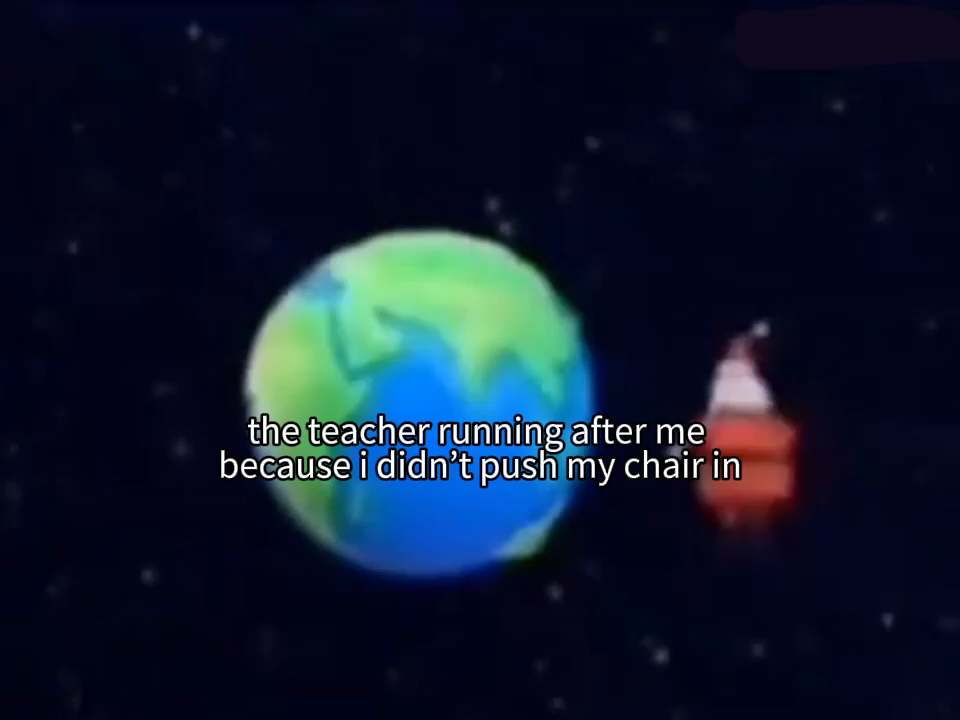 the teacher running after me
because i didn’t push my chair in